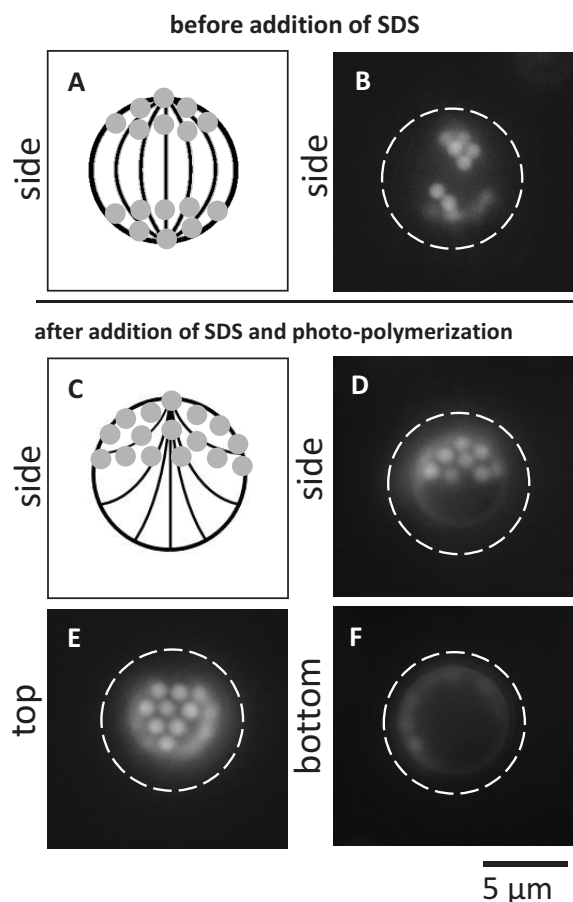 before addition of SDS
A
B
side
side
after addition of SDS and photo-polymerization
C
D
side
side
E
F
top
bottom
5 µm